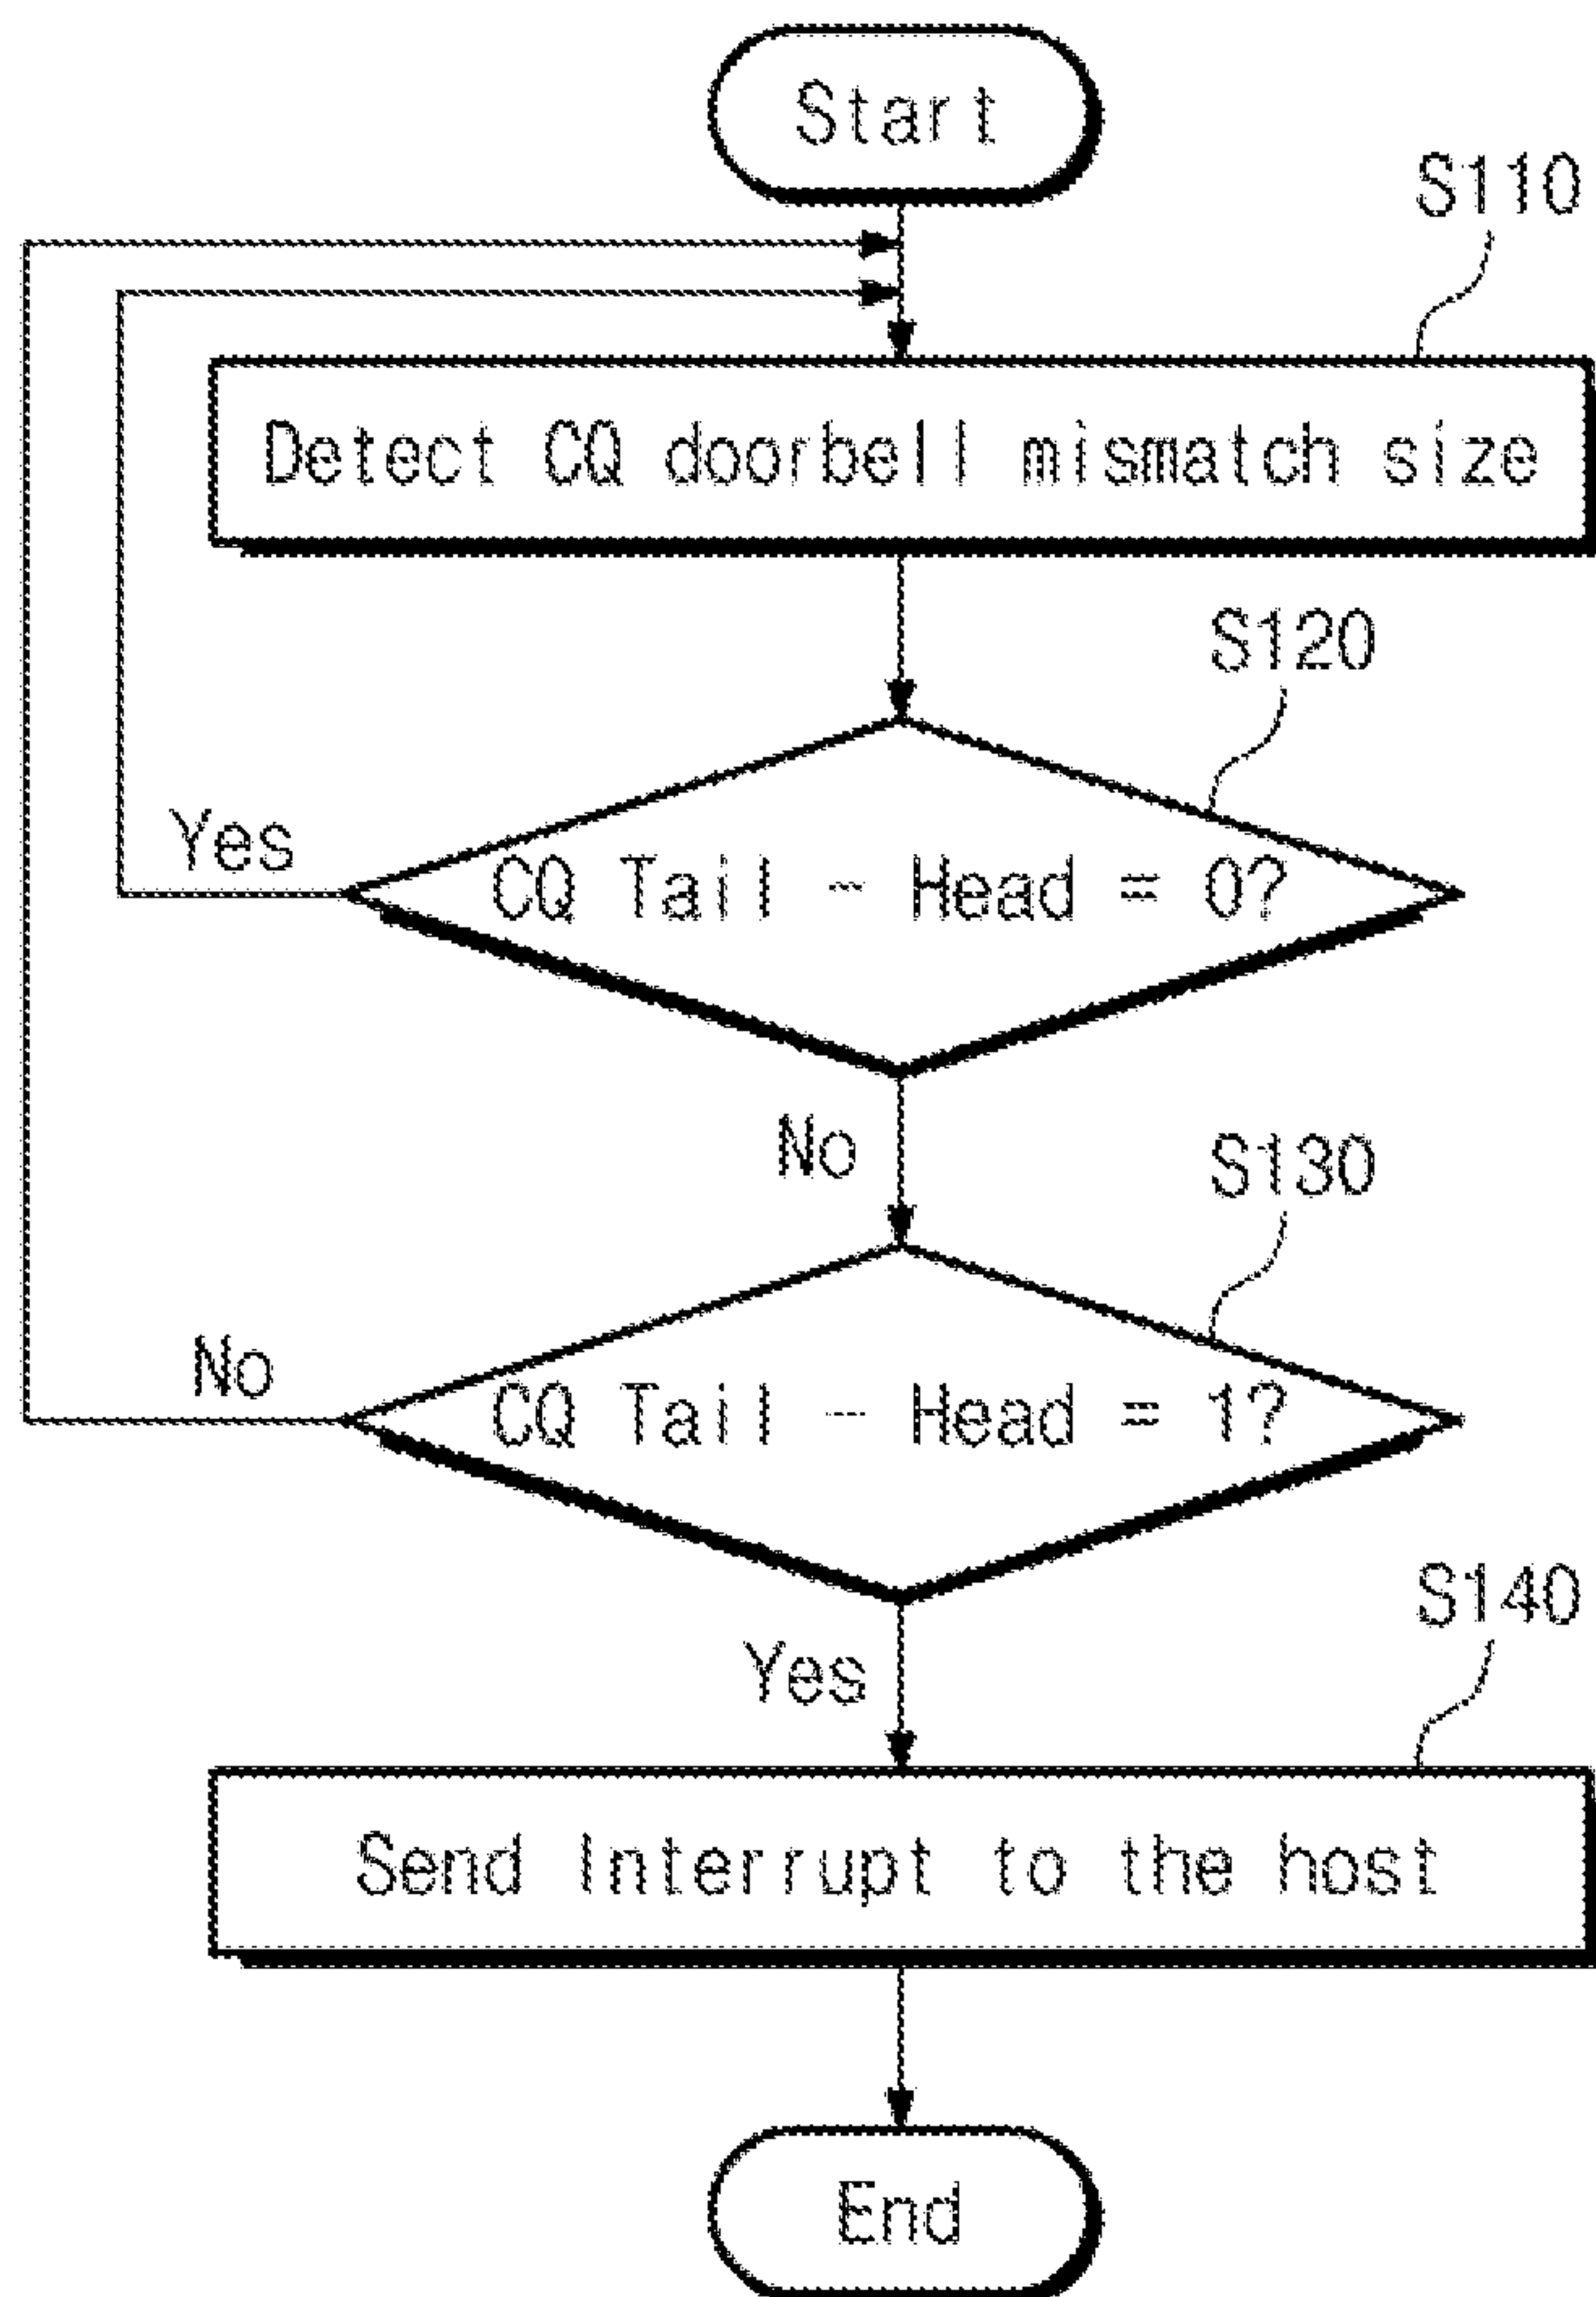 Start
S110
Detect CQ doorbell mismatch size
S120
Yes
CQ Tail - Head = 0?
No
S130
No
CQ Tail - Head = 1?
S140
Yes
Send Interrupt to the host
End